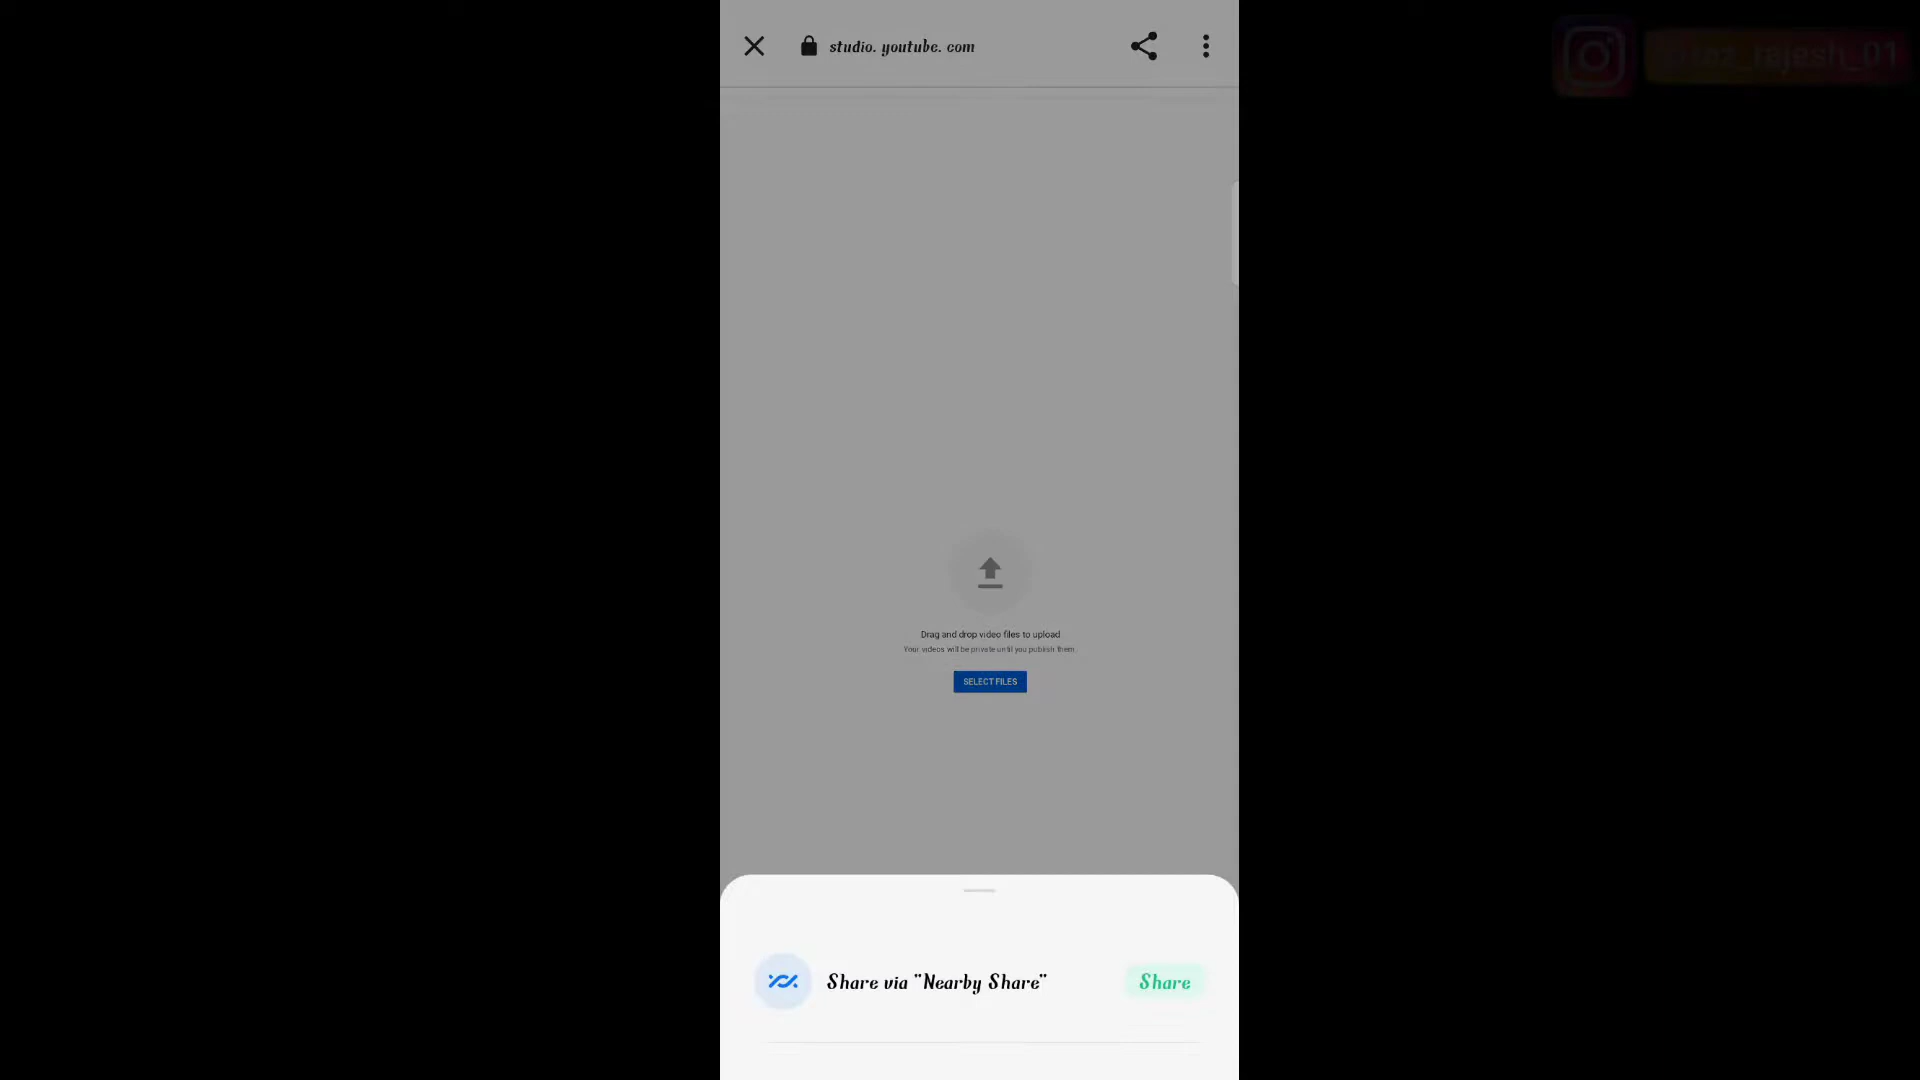 studio. youtube. com
Drag and drop video files to upload
Your videos will be private until you publish them
SELECT FILES
Share via "Nearby Share"
Share